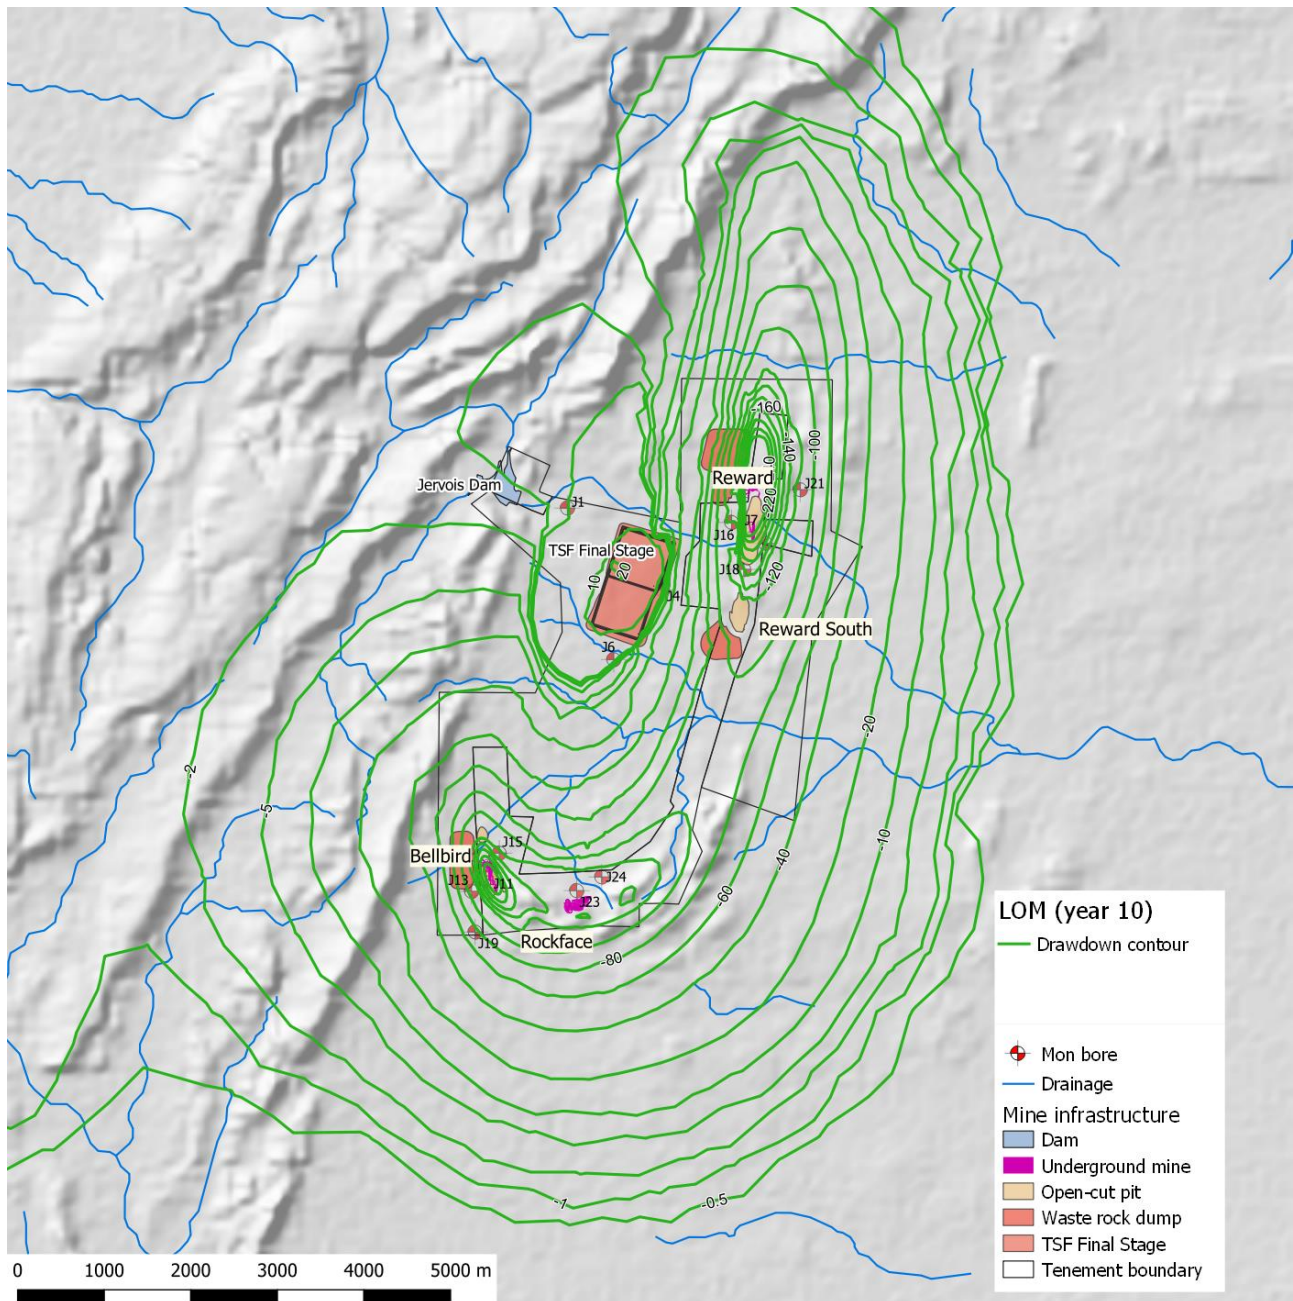 -160
-140
-100
Reward
Jervois Dam
J21
-220
J1
J7
J16
TSF Final Stage
J18
-120
10
20
J4
Reward South
J6
-20
-2
-5
-10
J15
Bellbird
-40
J13
J11
J24
-60
J23
J19
Rockface
-80
LOM (year 10)
Drawdown contour
Mon bore
Drainage
Mine infrastructure
Dam
Underground mine
Open-cut pit
Waste rock dump
TSF Final Stage
Tenement boundary
-1
-0.5
0 1000 2000 3000 4000 5000 m